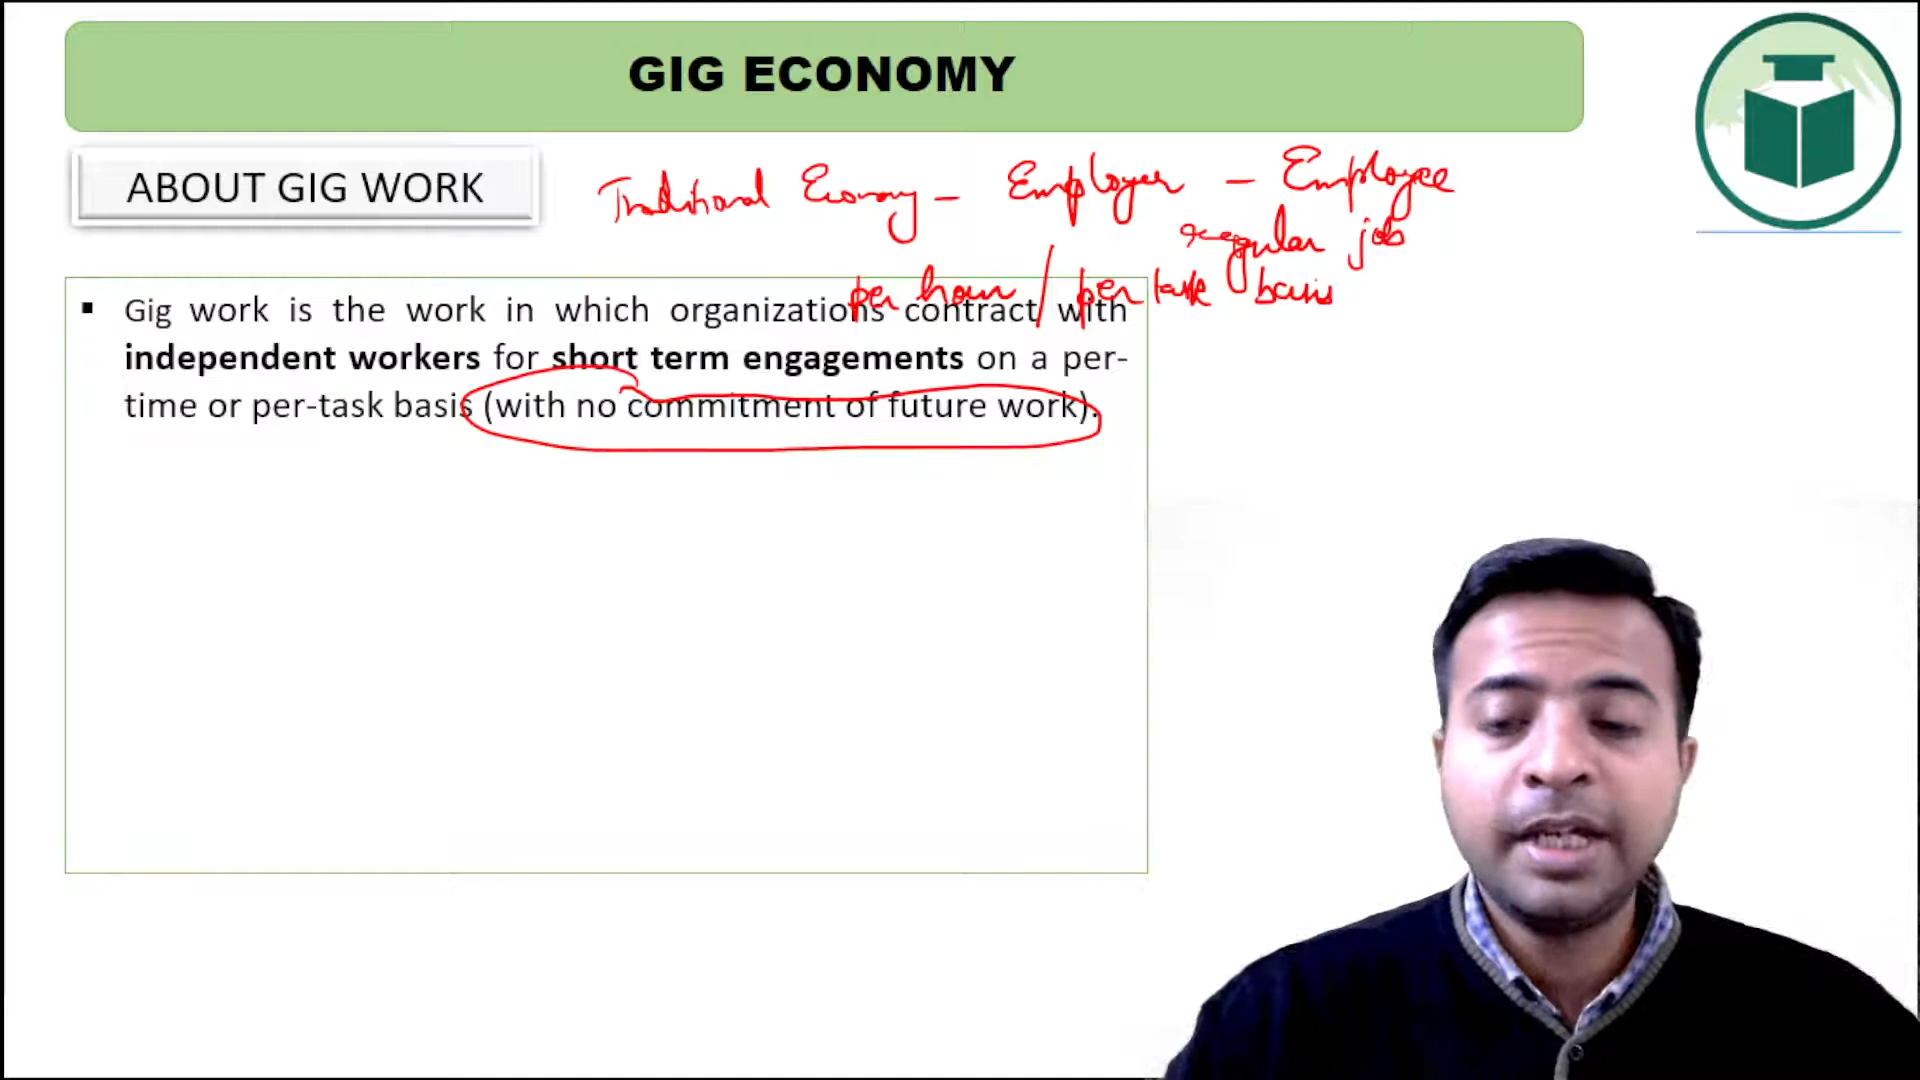 GIG ECONOMY
ABOUT GIG WORK
Traditional Economy - Employer - Employee
regular job
per hour / per task basis
▪ Gig work is the work in which organizations contract with
independent workers for short term engagements on a per-
time or per-task basis (with no commitment of future work).